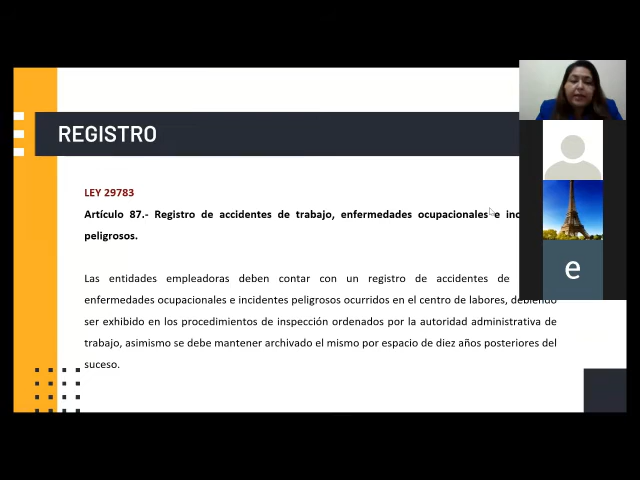 REGISTRO
LEY 29783
Artículo 87.- Registro de accidentes de trabajo, enfermedades ocupacionales e
peligrosos.
Las entidades empleadoras deben contar con un registro de accidentes de
enfermedades ocupacionales e incidentes peligrosos ocurridos en el centro de labores, debiendo
ser exhibido en los procedimientos de inspección ordenados por la autoridad administrativa de
trabajo, asimismo se debe mantener archivado el mismo por espacio de diez años posteriores del
suceso.
e